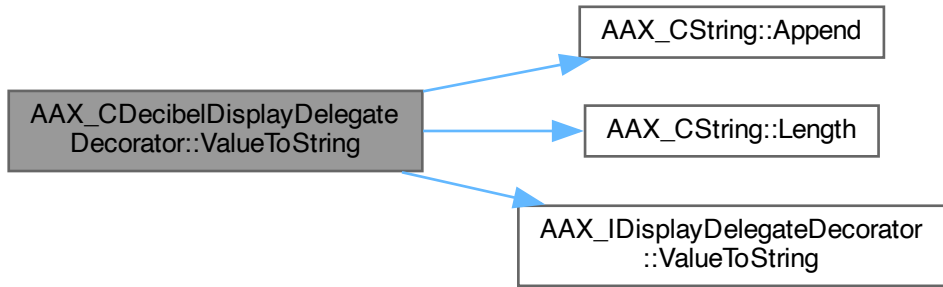 AAX_CDecibelDisplayDelegate
Decorator::ValueToString
AAX_CString::Append
AAX_CString::Length
AAX_IDisplayDelegateDecorator
::ValueToString